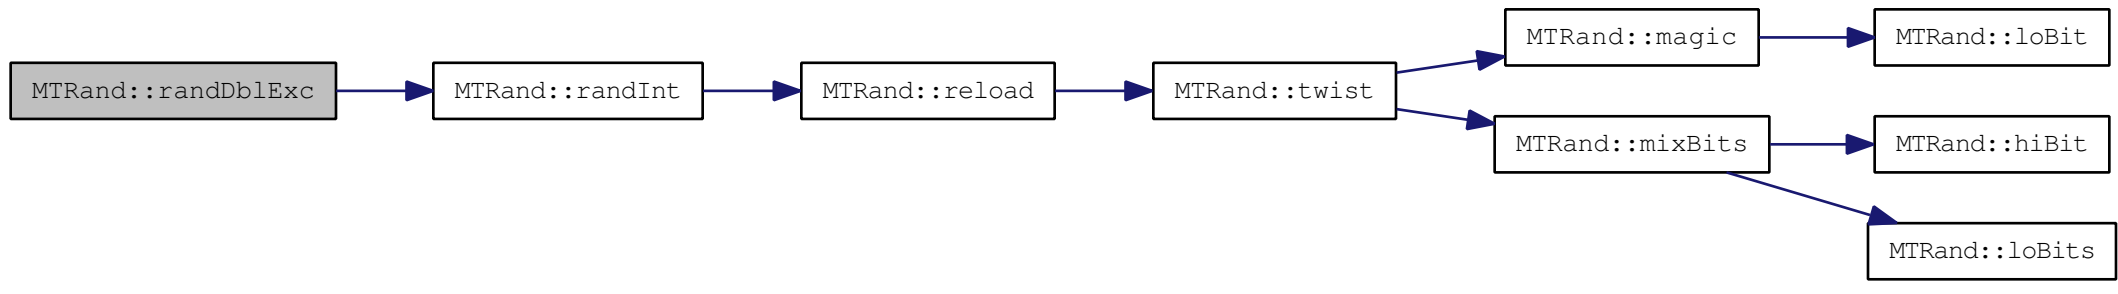 MTRand::randDblExc
MTRand::randInt
MTRand::reload
MTRand::twist
MTRand::magic
MTRand::loBit
MTRand::mixBits
MTRand::hiBit
MTRand::loBits